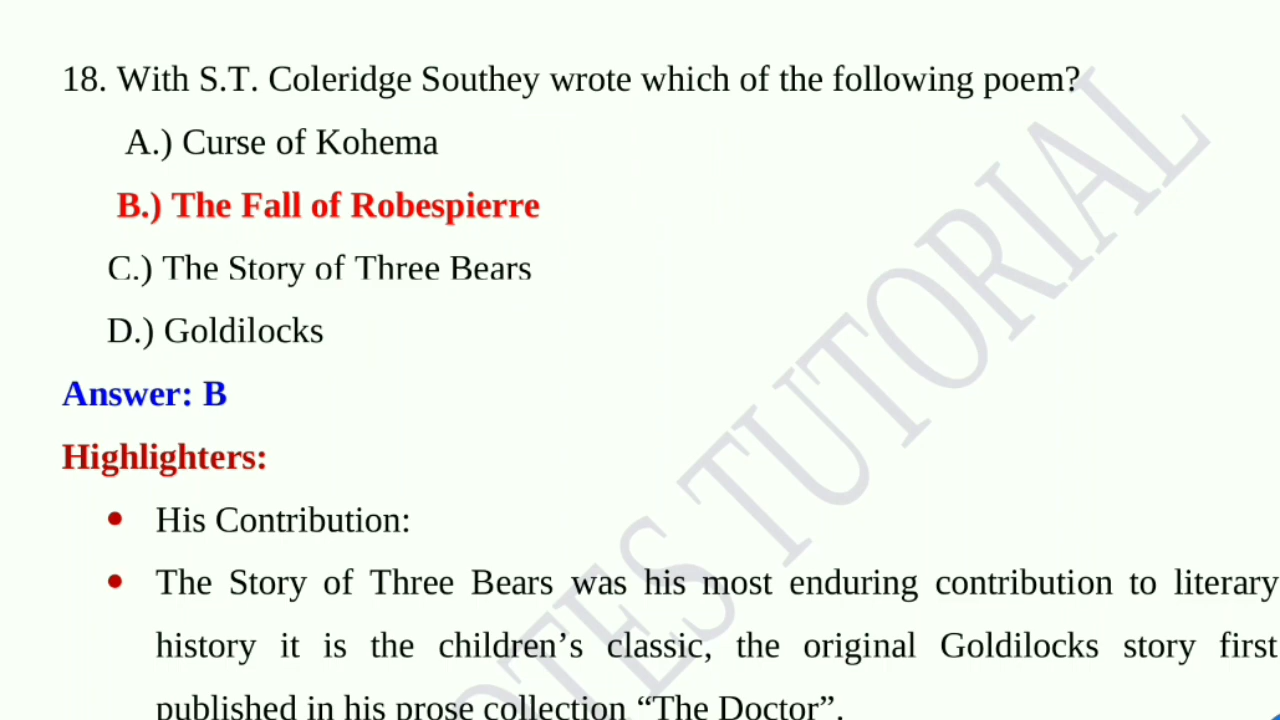 18. With S.T. Coleridge Southey wrote which of the following poem?
A.) Curse of Kohema
B.) The Fall of Robespierre
C.) The Story of Three Bears
D.) Goldilocks
Answer: B
Highlighters:
• His Contribution:
• The Story of Three Bears was his most enduring contribution to literary
history it is the children’s classic, the original Goldilocks story first
published in his prose collection “The Doctor”.
TUTORIAL